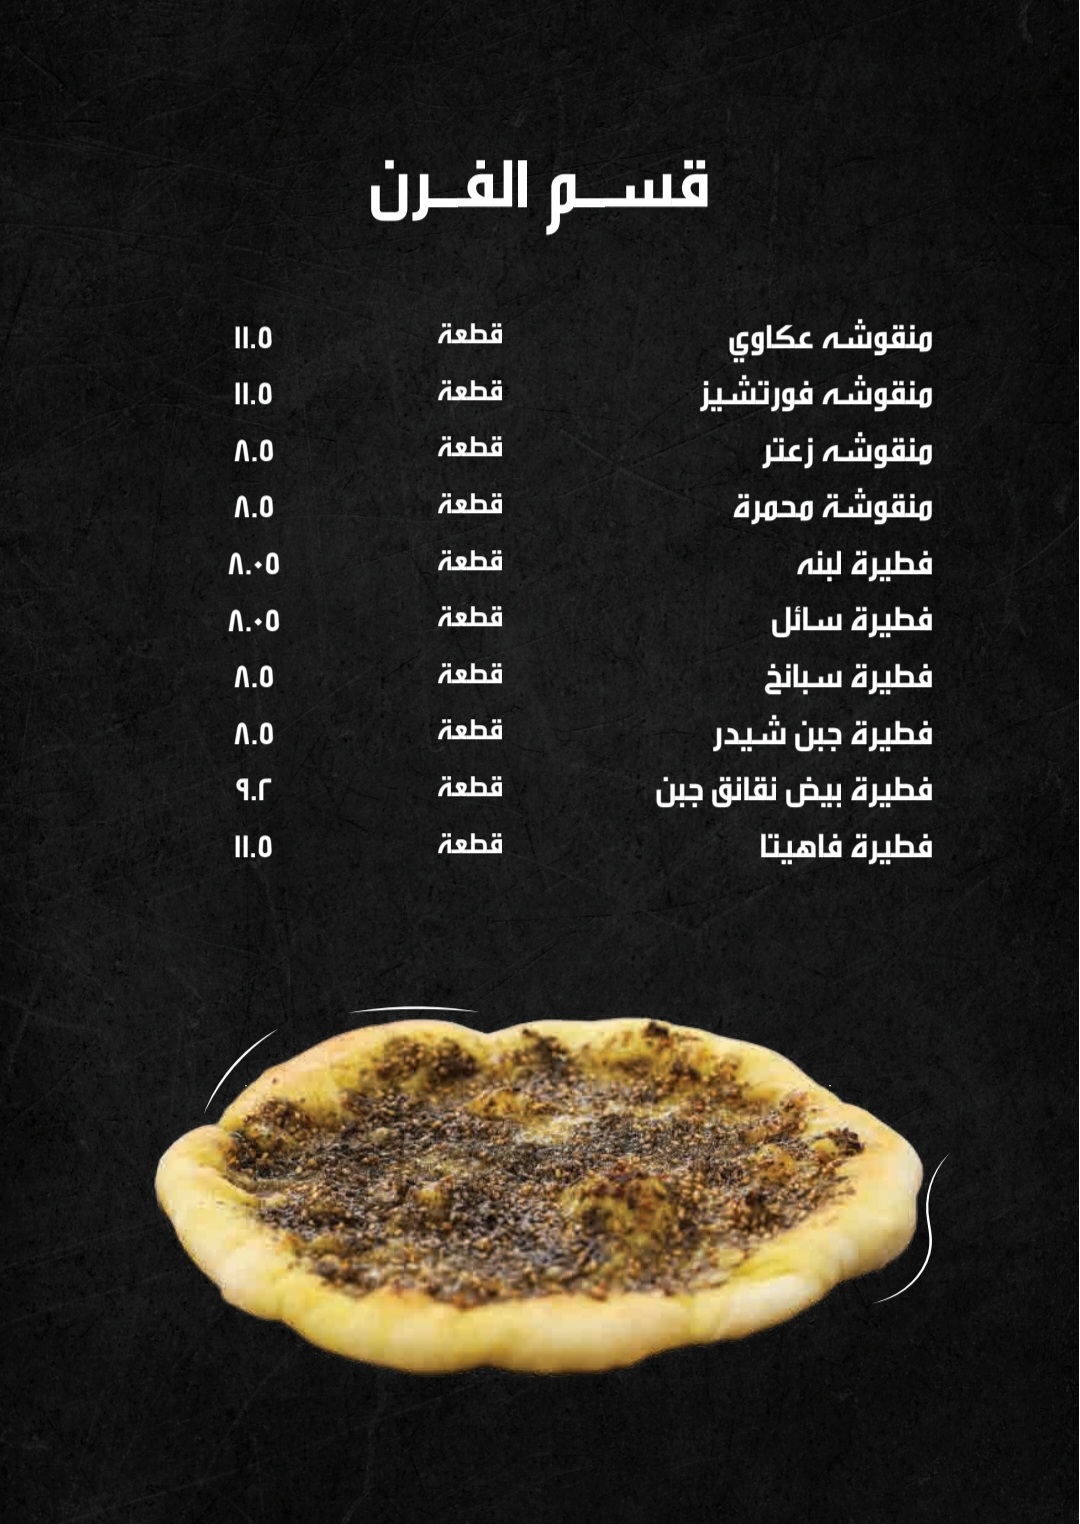 قسم الفرن
منقوشه عكاوي قطعة ١١.٥
منقوشه فورتشيز قطعة ١١.٥
منقوشه زعتر قطعة ٨.٥
منقوشة محمرة قطعة ٨.٥
فطيرة لبنه قطعة ٨.٠٥
فطيرة سائل قطعة ٨.٠٥
فطيرة سبانخ قطعة ٨.٥
فطيرة جبن شيدر قطعة ٨.٥
فطيرة بيض نقانق جبن قطعة ٩.٢
فطيرة فاهيتا قطعة ١١.٥